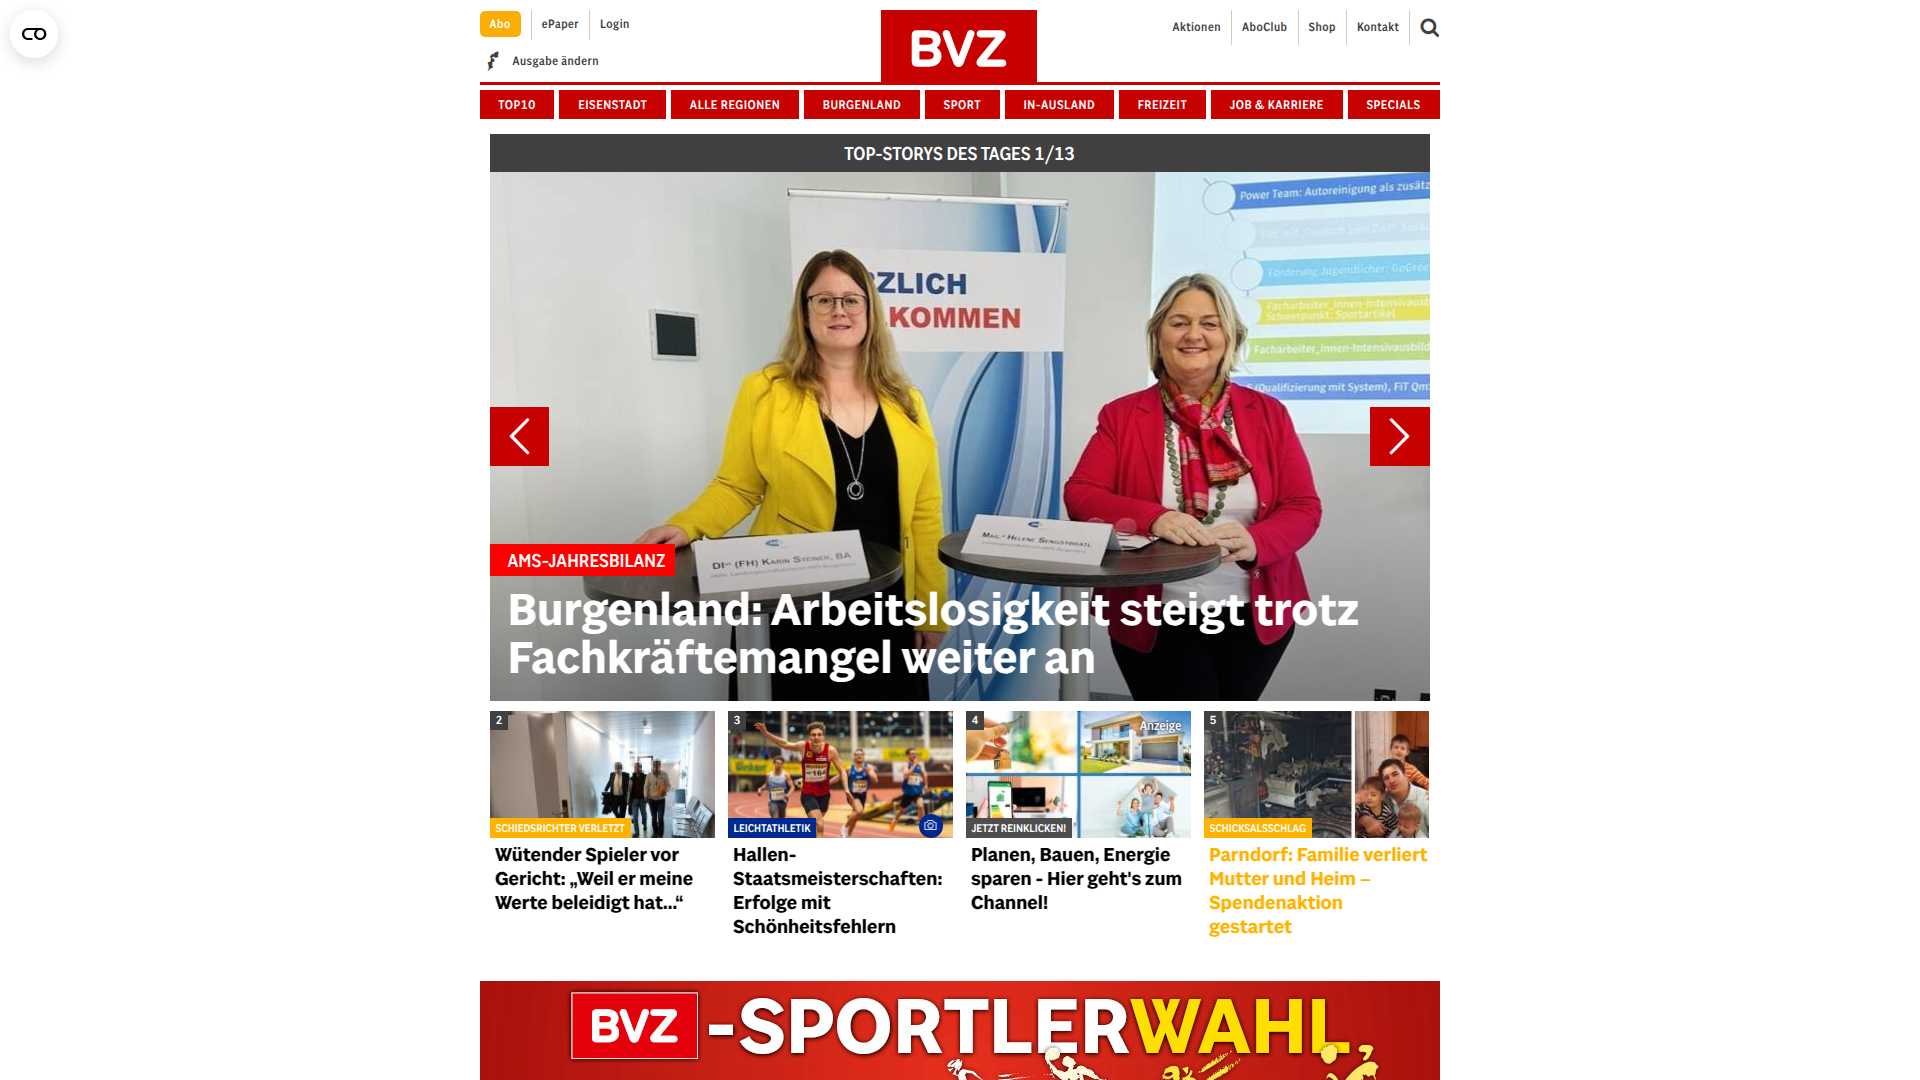 Abo
ePaper
Login
BVZ
Aktionen
AboClub
Shop
Kontakt
Ausgabe ändern
TOP10
EISENSTADT
ALLE REGIONEN
BURGENLAND
SPORT
IN-AUSLAND
FREIZEIT
JOB & KARRIERE
SPECIALS
TOP-STORYS DES TAGES 1/13
Power Team: Autoreinigung als zusätz
Förderung Jugendlicher: GoGree
Facharbeiter_innen-Intensivausb
Schwerpunkt: Sportartikel
Facharbeiter_innen-Intensivausbild
(Qualifizierung mit System), FiT Qm:
ZLICH
KOMMEN
DIin (FH) Karin Steiner, BA
Mag.a Helene Sengstbratl
AMS-JAHRESBILANZ
Burgenland: Arbeitslosigkeit steigt trotz
Fachkräftemangel weiter an
2
SCHIEDSRICHTER VERLETZT
Wütender Spieler vor
Gericht: „Weil er meine
Werte beleidigt hat...“
3
164
LEICHTATHLETIK
Hallen-
Staatsmeisterschaften:
Erfolge mit
Schönheitsfehlern
4
Anzeige
JETZT REINKLICKEN!
Planen, Bauen, Energie
sparen - Hier geht's zum
Channel!
5
SCHICKSALSSCHLAG
Parndorf: Familie verliert
Mutter und Heim –
Spendenaktion
gestartet
BVZ -SPORTLERWAHL